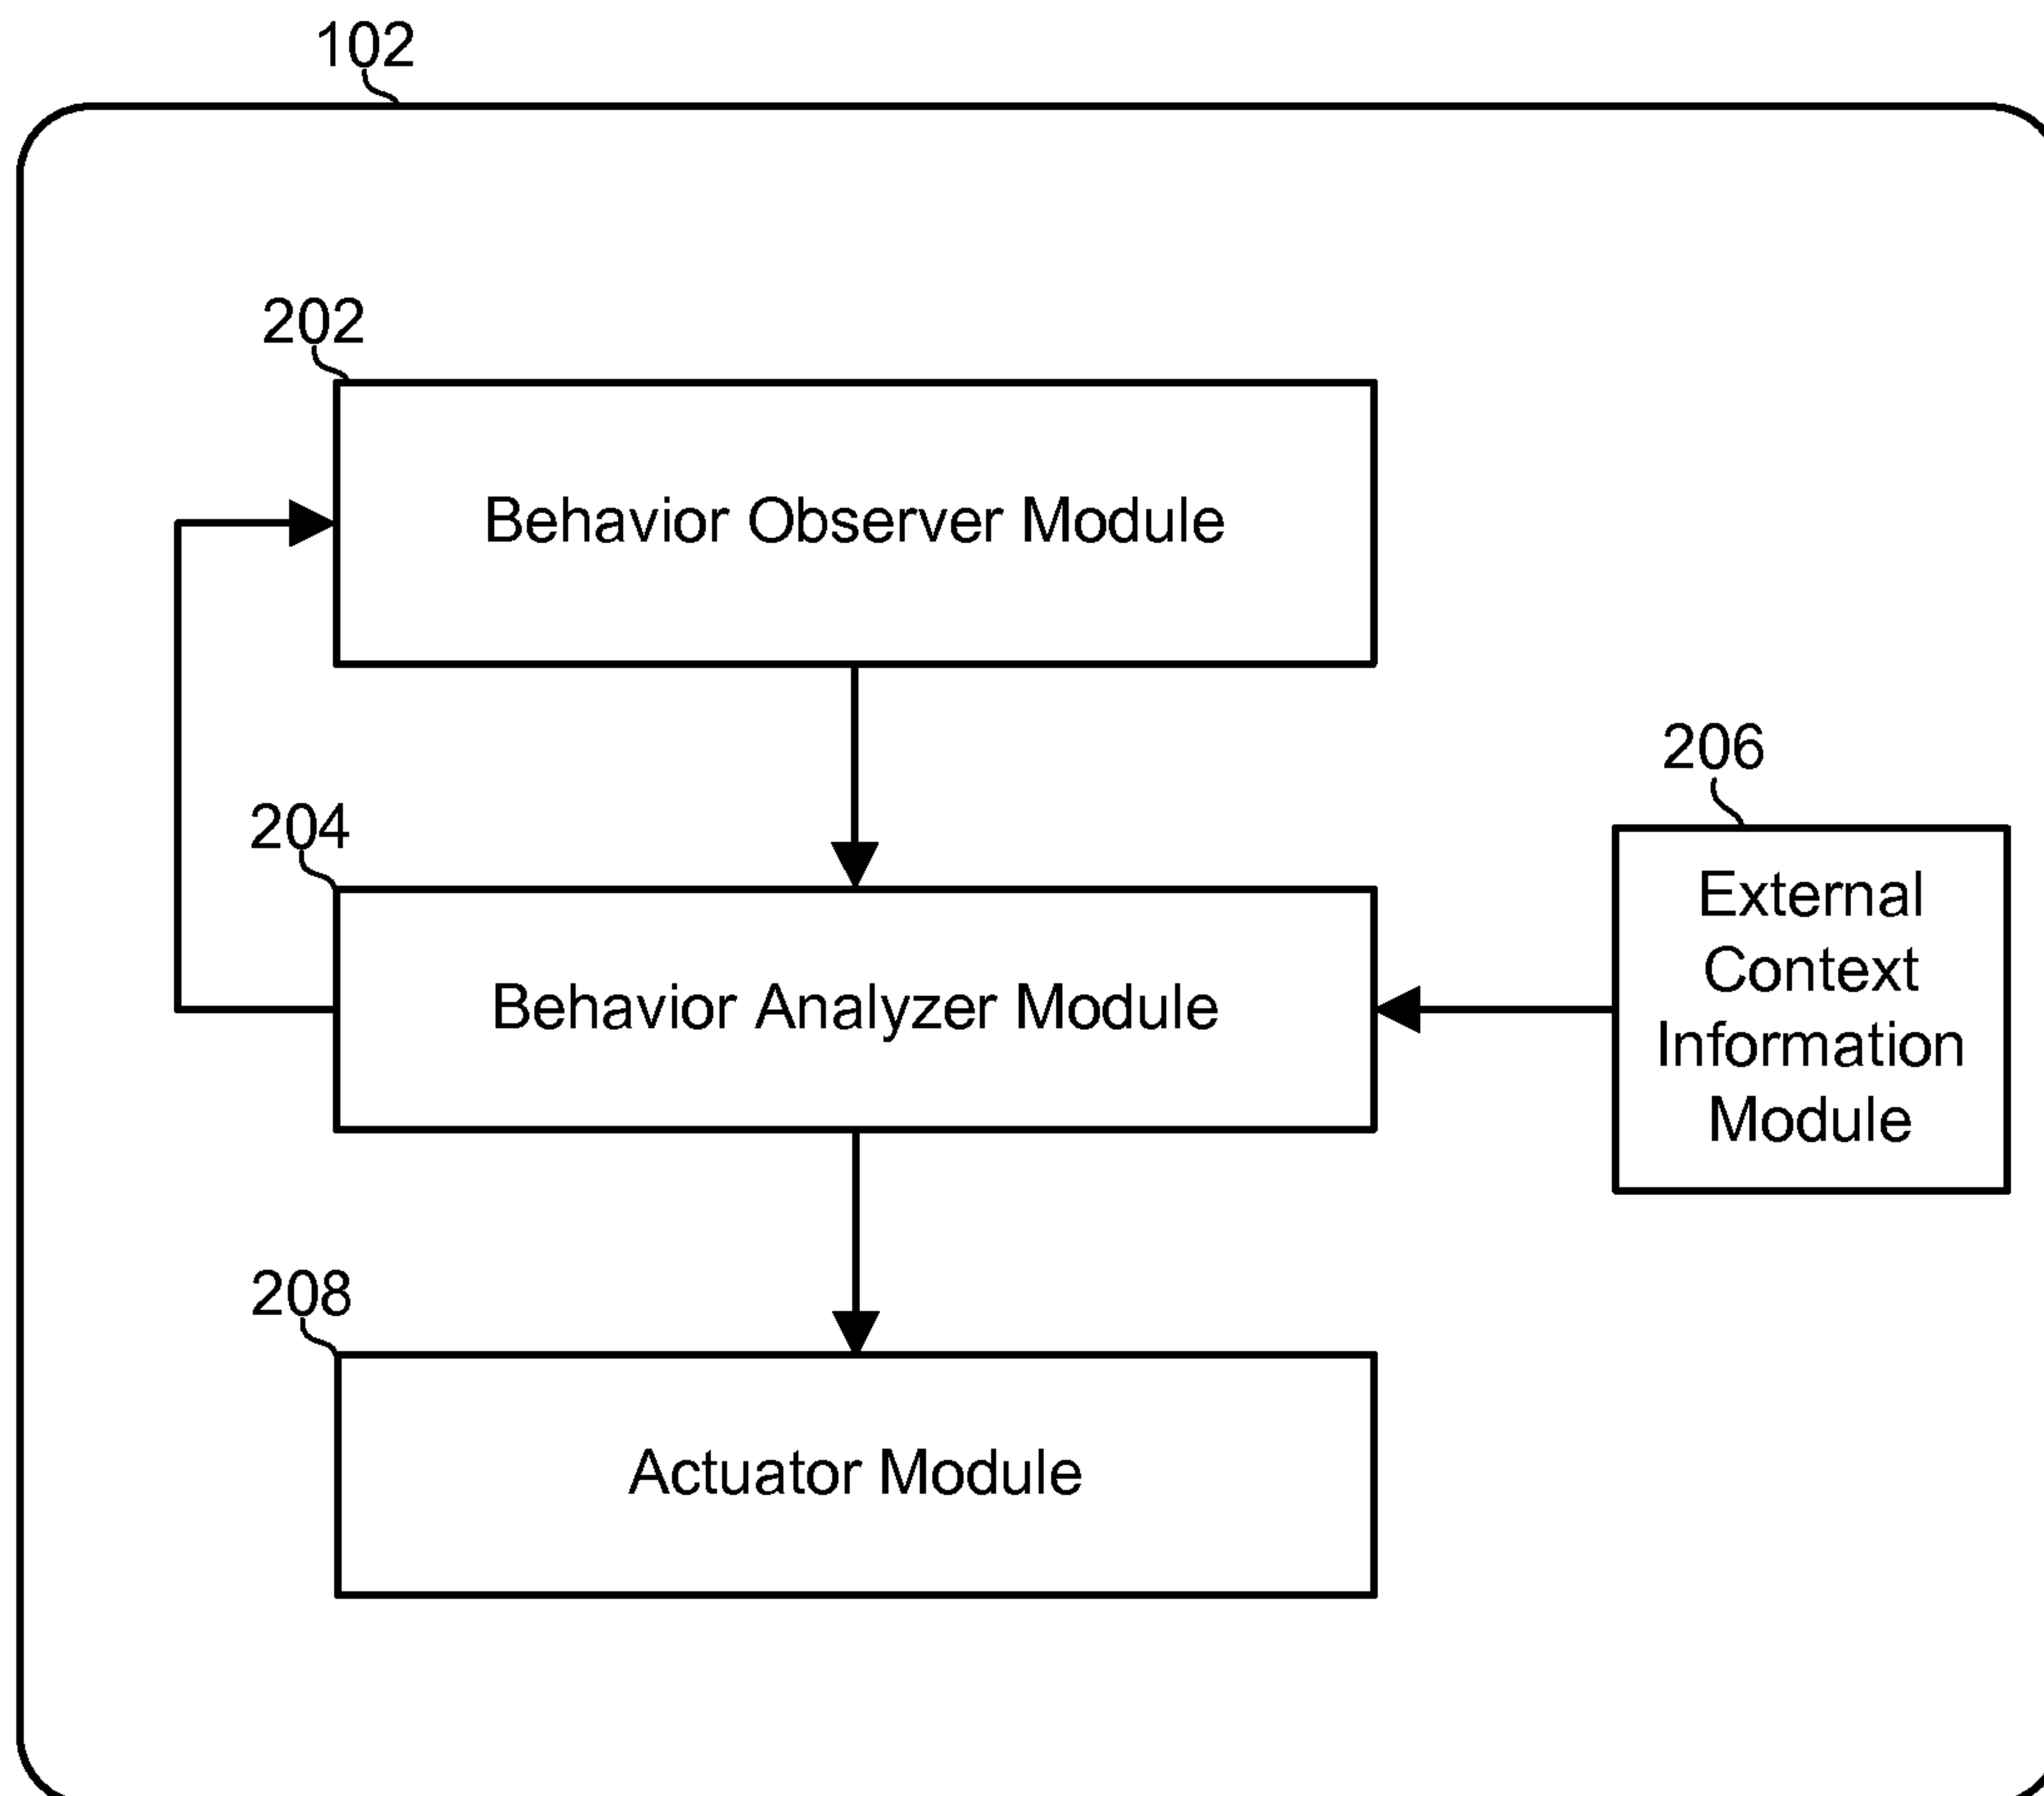 102
202
Behavior Observer Module
206
204
External
Context
Information
Module
Behavior Analyzer Module
208
Actuator Module